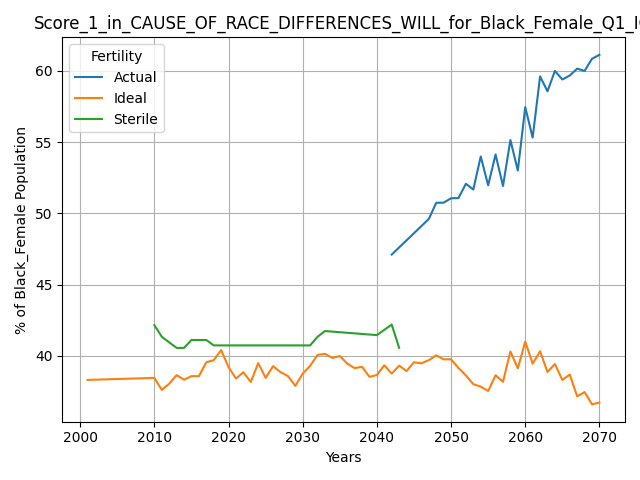 Score_1_in_CAUSE_OF_RACE_DIFFERENCES_WILL_for_Black_Female_Q1_I
Fertility
Actual
Ideal
Sterile
% of Black_Female Population
60
55
50
45
40
2000 2010 2020 2030 2040 2050 2060 2070
Years